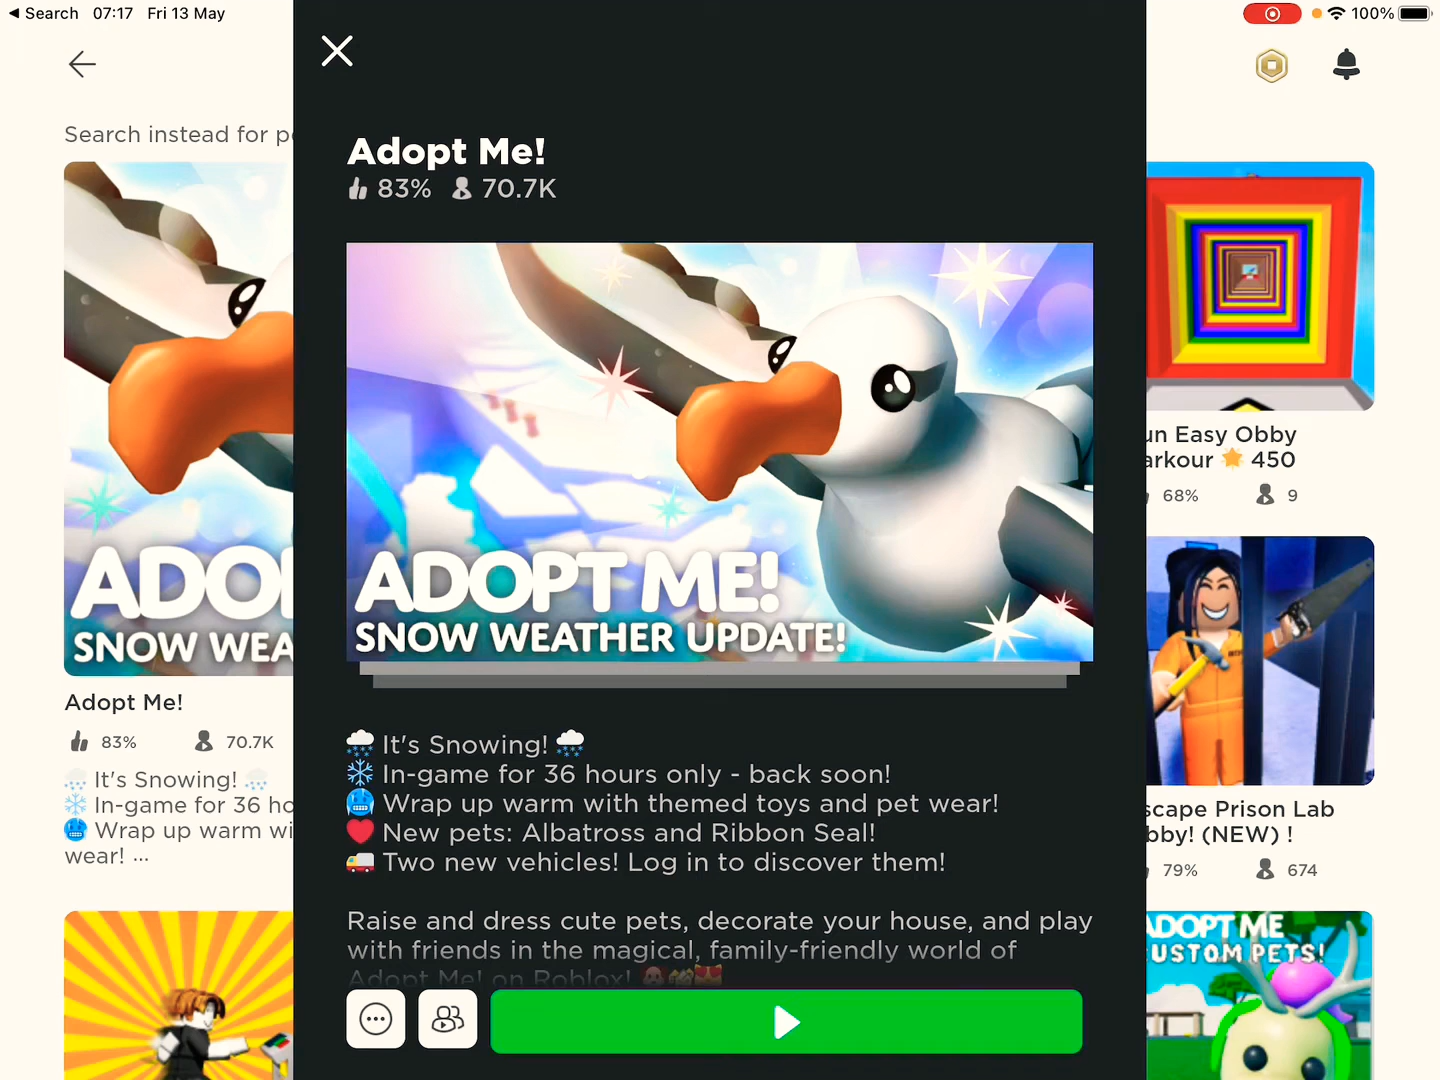 Search 07:17 Fri 13 May
100%
Search instead for
Adopt Me!
83% 70.7K
ADOPT ME!
SNOW WEATHER UPDATE!
It's Snowing!
In-game for 36 hours only - back soon!
Wrap up warm with themed toys and pet wear!
New pets: Albatross and Ribbon Seal!
Two new vehicles! Log in to discover them!
Raise and dress cute pets, decorate your house, and play
with friends in the magical, family-friendly world of
Adopt Me! on Roblox!
ADO
SNOW WEA
Adopt Me!
83% 70.7K
It's Snowing!
In-game for 36 ho
Wrap up warm wi
wear! ...
un Easy Obby
arkour 450
68% 9
scape Prison Lab
bby! (NEW) !
79% 674
ADOPT ME
USTOM PETS!